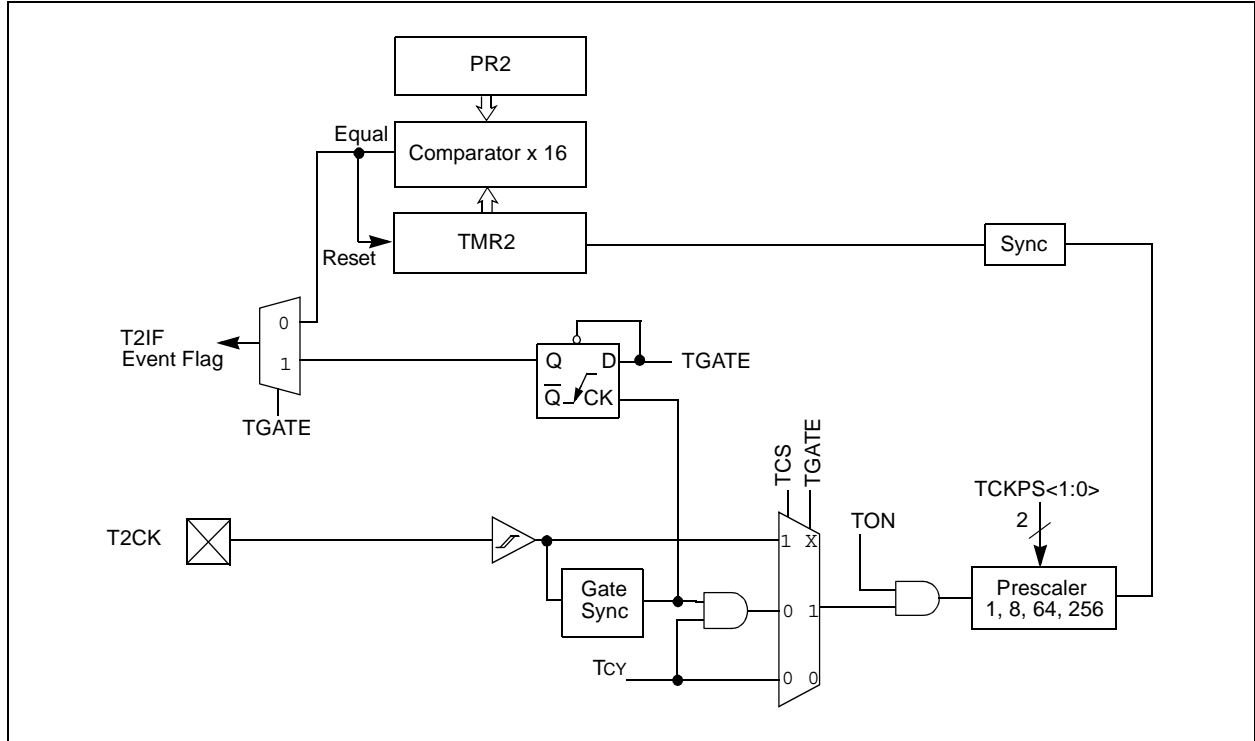 PR2
Equal
Comparator x 16
Reset
TMR2
Sync
T2IF
Event Flag
0
1
TGATE
Q
D
Q̅
CK
TGATE
TCS
TGATE
T2CK
1 X
0 1
0 0
Gate
Sync
TCY
TON
TCKPS<1:0>
2
Prescaler
1, 8, 64, 256